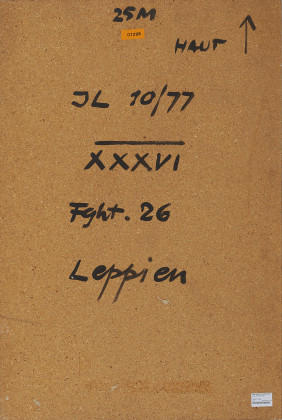 25M
HAUT
JL 10/77
XXXVI
Fght. 26
Leppien